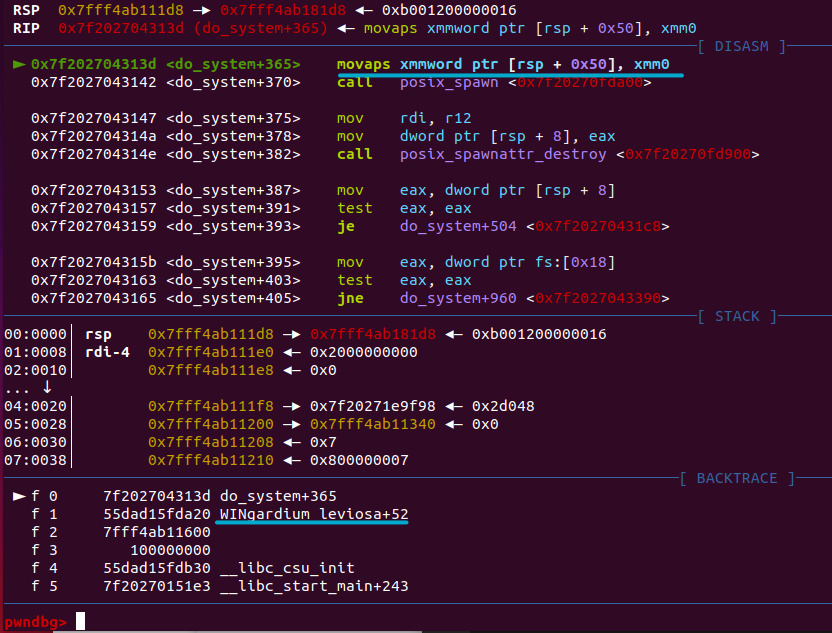 RSP  0x7fff4ab111d8 —▸ 0x7fff4ab181d8 ◂— 0xb001200000016
RIP  0x7f202704313d (do_system+365) ◂— movaps xmmword ptr [rsp + 0x50], xmm0
[ DISASM ]
► 0x7f202704313d <do_system+365>    movaps xmmword ptr [rsp + 0x50], xmm0
0x7f2027043142 <do_system+370>    call   posix_spawn <0x7f20270fda00>
0x7f2027043147 <do_system+375>    mov    rdi, r12
0x7f202704314a <do_system+378>    mov    dword ptr [rsp + 8], eax
0x7f202704314e <do_system+382>    call   posix_spawnattr_destroy <0x7f20270fd900>
0x7f2027043153 <do_system+387>    mov    eax, dword ptr [rsp + 8]
0x7f2027043157 <do_system+391>    test   eax, eax
0x7f2027043159 <do_system+393>    je     do_system+504 <0x7f20270431c8>
0x7f202704315b <do_system+395>    mov    eax, dword ptr fs:[0x18]
0x7f2027043163 <do_system+403>    test   eax, eax
0x7f2027043165 <do_system+405>    jne    do_system+960 <0x7f2027043390>
[ STACK ]
00:0000│ rsp    0x7fff4ab111d8 —▸ 0x7fff4ab181d8 ◂— 0xb001200000016
01:0008│ rdi-4  0x7fff4ab111e0 ◂— 0x2000000000
02:0010│        0x7fff4ab111e8 ◂— 0x0
... ↓
04:0020│        0x7fff4ab111f8 —▸ 0x7f20271e9f98 ◂— 0x2d048
05:0028│        0x7fff4ab11200 —▸ 0x7fff4ab11340 ◂— 0x0
06:0030│        0x7fff4ab11208 ◂— 0x7
07:0038│        0x7fff4ab11210 ◂— 0x800000007
[ BACKTRACE ]
► f 0     7f202704313d do_system+365
f 1     55dad15fda20 WINgardium_leviosa+52
f 2     7fff4ab11600
f 3        100000000
f 4     55dad15fdb30 __libc_csu_init
f 5     7f20270151e3 __libc_start_main+243
pwndbg>